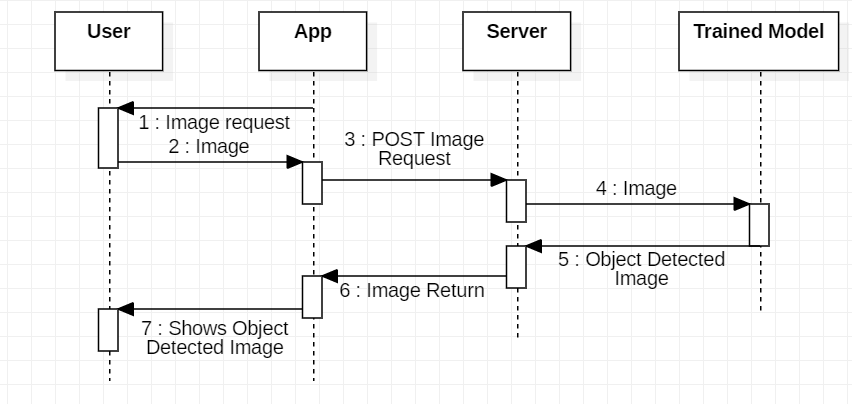 User
App
Server
Trained Model
1 : Image request
2 : Image
3 : POST Image
Request
4 : Image
5 : Object Detected
Image
6 : Image Return
7 : Shows Object
Detected Image